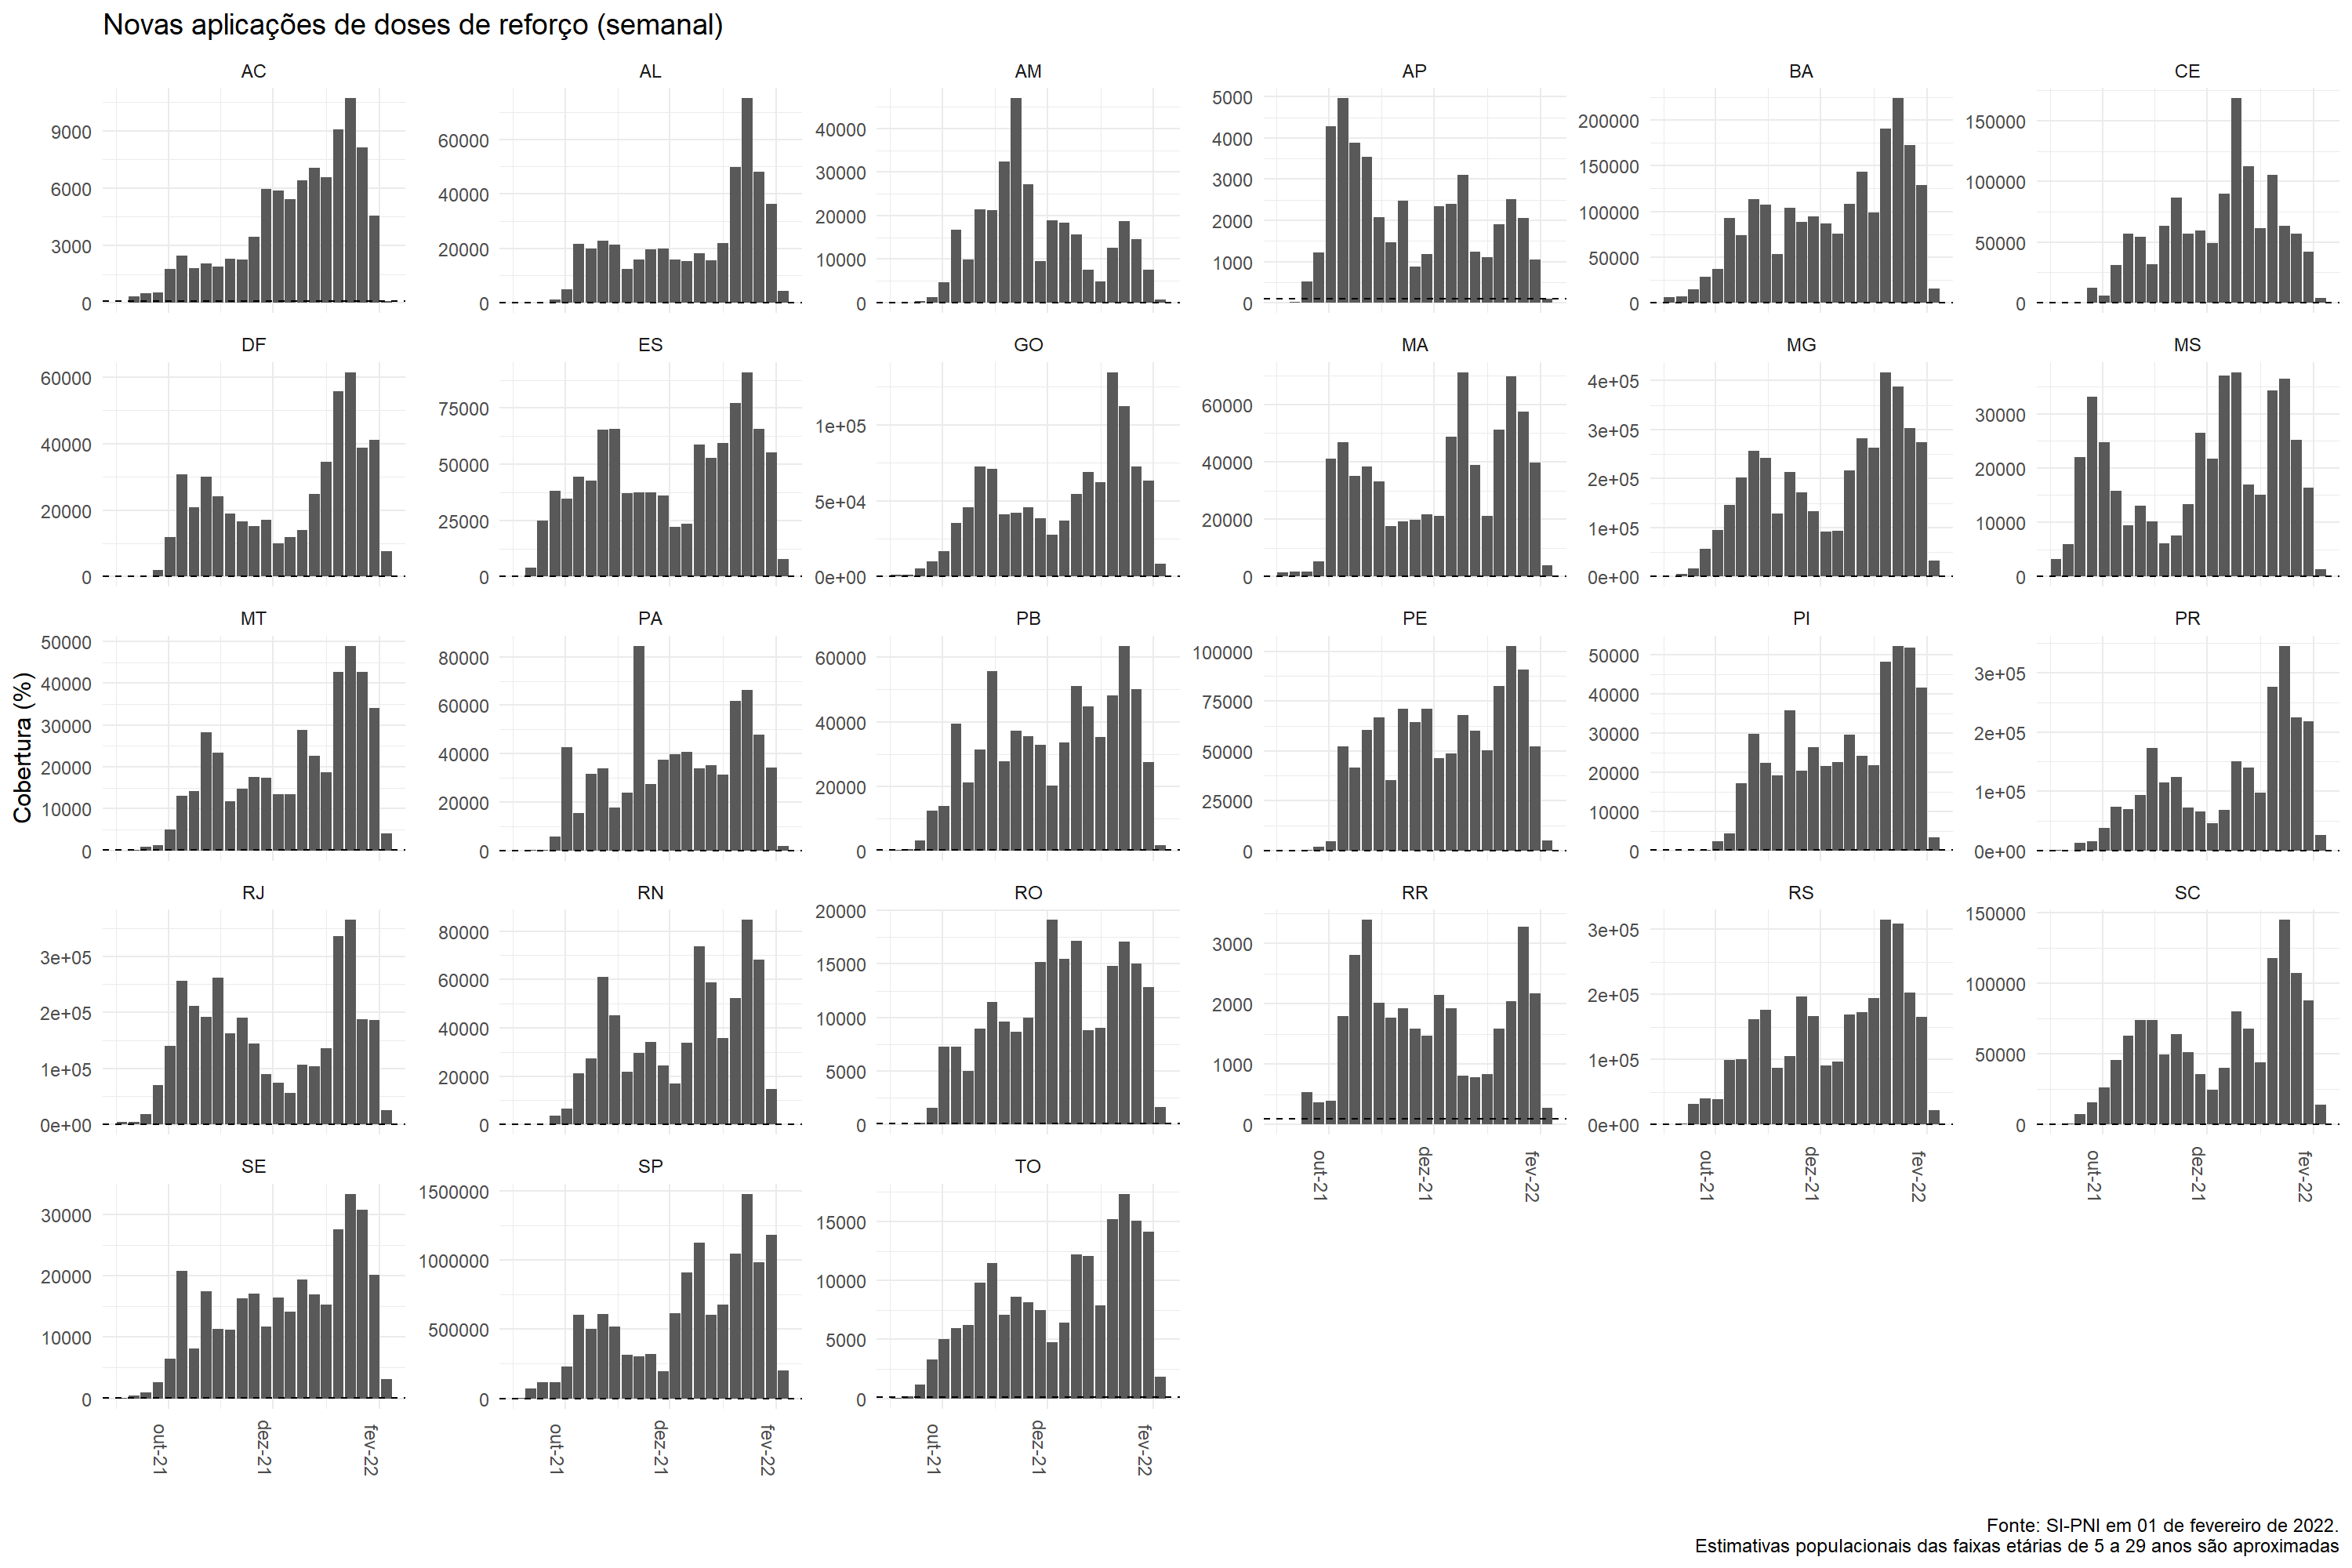 Novas aplicações de doses de reforço (semanal)
AC AL AM AP BA CE
9000 6000 3000 0
60000 40000 20000 0
40000 30000 20000 10000 0
5000 4000 3000 2000 1000 0
200000 150000 100000 50000 0
150000 100000 50000 0
DF ES GO MA MG MS
60000 40000 20000 0
75000 50000 25000 0
1e+05 5e+04 0e+00
60000 40000 20000 0
4e+05 3e+05 2e+05 1e+05 0e+00
30000 20000 10000 0
Cobertura (%)
MT PA PB PE PI PR
50000 40000 30000 20000 10000 0
80000 60000 40000 20000 0
60000 40000 20000 0
100000 75000 50000 25000 0
50000 40000 30000 20000 10000 0
3e+05 2e+05 1e+05 0e+00
RJ RN RO RR RS SC
3e+05 2e+05 1e+05 0e+00
80000 60000 40000 20000 0
20000 15000 10000 5000 0
3000 2000 1000 0
3e+05 2e+05 1e+05 0e+00
150000 100000 50000 0
out-21 dez-21 fev-22
out-21 dez-21 fev-22
out-21 dez-21 fev-22
SE SP TO
30000 20000 10000 0
1500000 1000000 500000 0
15000 10000 5000 0
out-21 dez-21 fev-22
out-21 dez-21 fev-22
out-21 dez-21 fev-22
Fonte: SI-PNI em 01 de fevereiro de 2022.
Estimativas populacionais das faixas etárias de 5 a 29 anos são aproximadas